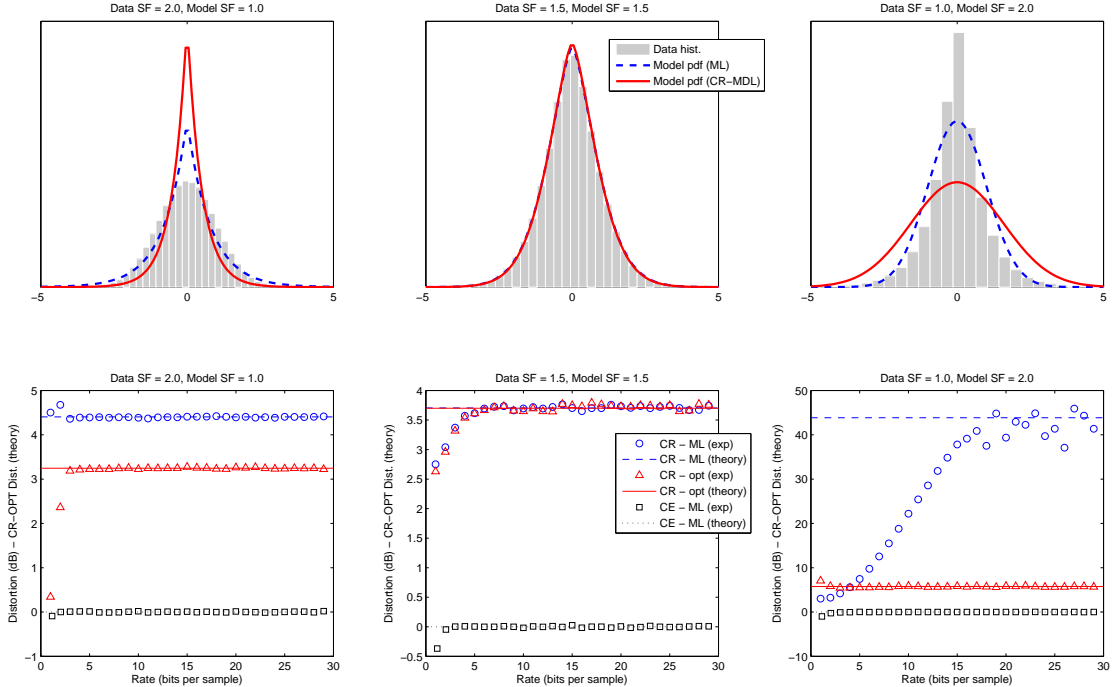 Data SF = 2.0, Model SF = 1.0
−5
0
5
Data SF = 1.5, Model SF = 1.5
Data hist.
Model pdf (ML)
Model pdf (CR−MDL)
−5
0
5
Data SF = 1.0, Model SF = 2.0
−5
0
5
Data SF = 2.0, Model SF = 1.0
Distortion (dB) − CR−OPT Dist. (theory)
5
4
3
2
1
0
−1
0
5
10
15
20
25
30
Rate (bits per sample)
Data SF = 1.5, Model SF = 1.5
Distortion (dB) − CR−OPT Dist. (theory)
4
3.5
3
2.5
2
1.5
1
0.5
0
−0.5
CR − ML (exp)
CR − ML (theory)
CR − opt (exp)
CR − opt (theory)
CE − ML (exp)
CE − ML (theory)
0
5
10
15
20
25
30
Rate (bits per sample)
Data SF = 1.0, Model SF = 2.0
Distortion (dB) − CR−OPT Dist. (theory)
50
40
30
20
10
0
−10
0
5
10
15
20
25
30
Rate (bits per sample)